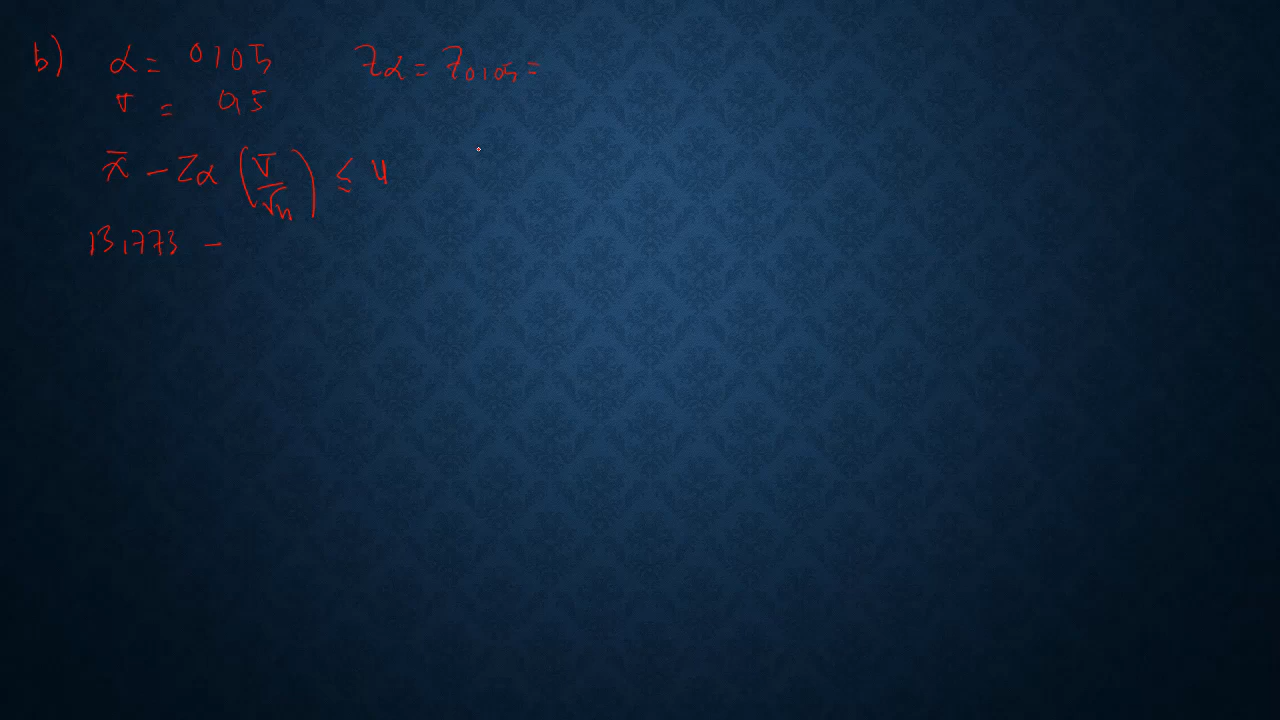 b) α = 0,05 Zα = Z0,05 =
σ = 0,5
x̄ − Zα (σ/√n) ≤ μ
13,773 −